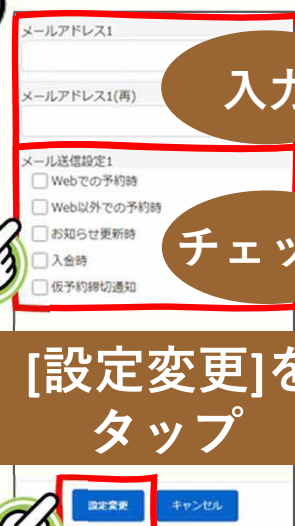 メールアドレス1
メールアドレス1(再)
入力
メール送信設定1
Webでの予約時
Web以外での予約時
お知らせ更新時
入金時
仮予約締切通知
チェッ
[設定変更]を
タップ
設定変更
キャンセル